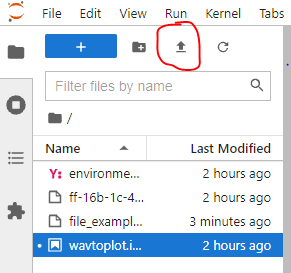 File Edit View Run Kernel Tabs
+
Filter files by name
/
Name Last Modified
Y: environme... 2 hours ago
ff-16b-1c-4... 2 hours ago
file_exampl... 3 minutes ago
wavtoplot.i... 2 hours ago